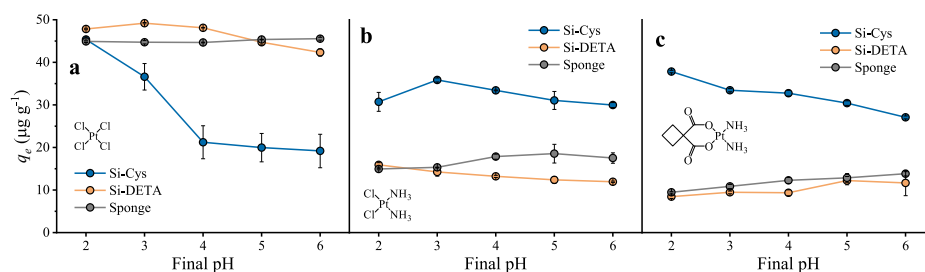 a
b
c
50
40
30
20
10
0
qe (μg g-1)
Cl
Cl
Pt
Cl
Cl
Si-Cys
Si-DETA
Sponge
2 3 4 5 6
Final pH
Si-Cys
Si-DETA
Sponge
Cl
NH3
Pt
Cl
NH3
2 3 4 5 6
Final pH
Si-Cys
Si-DETA
Sponge
O
O
NH3
Pt
O
NH3
O
2 3 4 5 6
Final pH